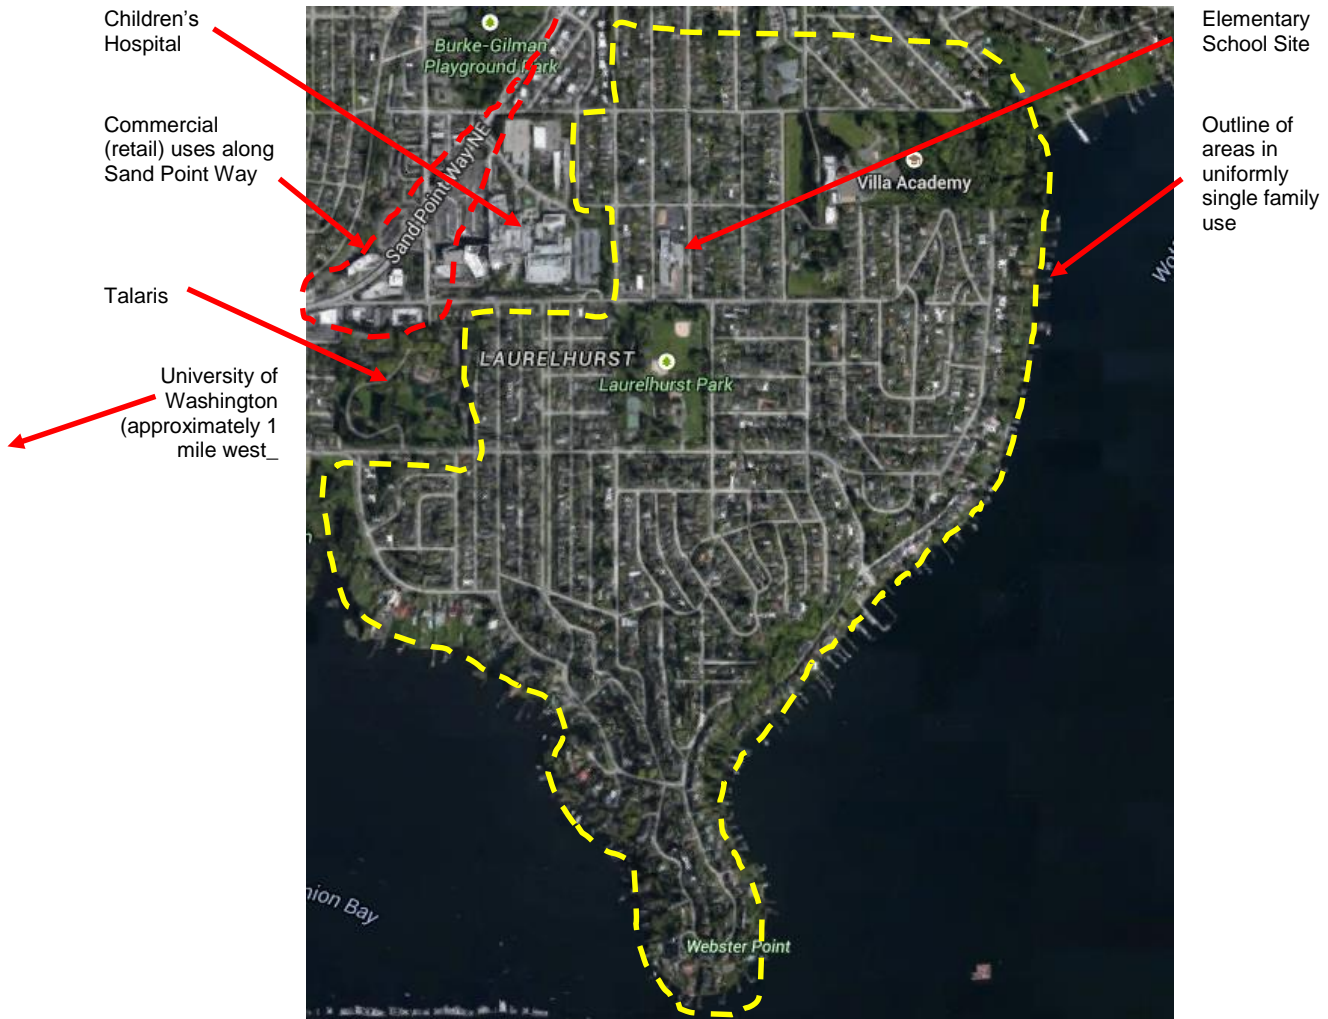 Children's
Hospital
Commercial
(retail) uses along
Sand Point Way
Talaris
University of
Washington
(approximately 1
mile west_
Burke-Gilman
Playground Park
Sand Point Way NE
Villa Academy
LAURELHURST
Laurelhurst Park
Webster Point
nion Bay
Wol
Elementary
School Site
Outline of
areas in
uniformly
single family
use